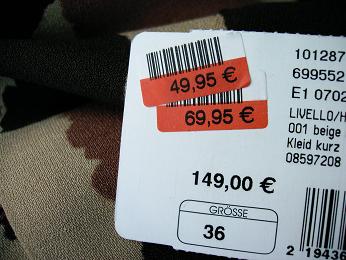 49,95 €
69,95 €
101287
699552
E1 0702
LIVELLO/H
001 beige
Kleid kurz
08597208
149,00 €
GRÖSSE
36
2 19436